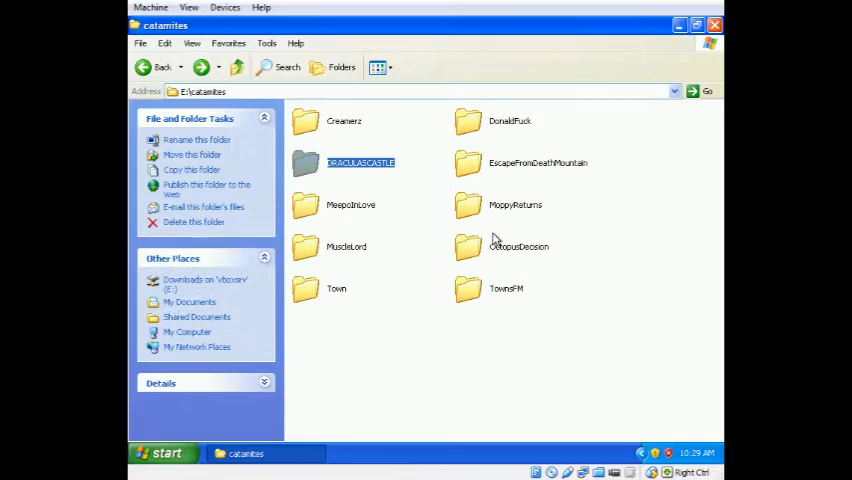 Machine View Devices Help
catamites
File Edit View Favorites Tools Help
Back Search Folders
Address E:\catamites Go
File and Folder Tasks
Rename this folder
Move this folder
Copy this folder
Publish this folder to the
Web
E-mail this folder's files
Delete this folder
Other Places
Downloads on 'vboxsrv'
(E:)
My Documents
Shared Documents
My Computer
My Network Places
Details
Creamerz DonaldFuck
DRACULASCASTLE EscapeFromDeathMountain
MeepoInLove MoppyReturns
MuscleLord OctopusDecision
Town TownsFM
start catamites 10:29 AM
Right Ctrl